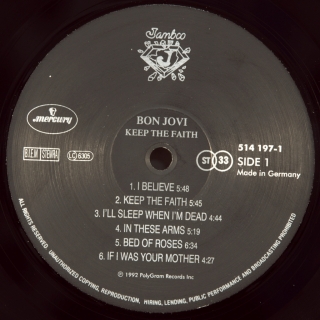 Jambco
J
mercury
BON JOVI
KEEP THE FAITH
514 197-1
B.I.E.M. STEMRA
LC 6305
ST 33
SIDE 1
Made in Germany
1. I BELIEVE 5:48
2. KEEP THE FAITH 5:45
3. I'LL SLEEP WHEN I'M DEAD 4:44
4. IN THESE ARMS 5:19
5. BED OF ROSES 6:34
6. IF I WAS YOUR MOTHER 4:27
℗ 1992 PolyGram Records Inc
ALL RIGHTS RESERVED. UNAUTHORIZED COPYING, REPRODUCTION, HIRING, LENDING, PUBLIC PERFORMANCE AND BROADCASTING PROHIBITED